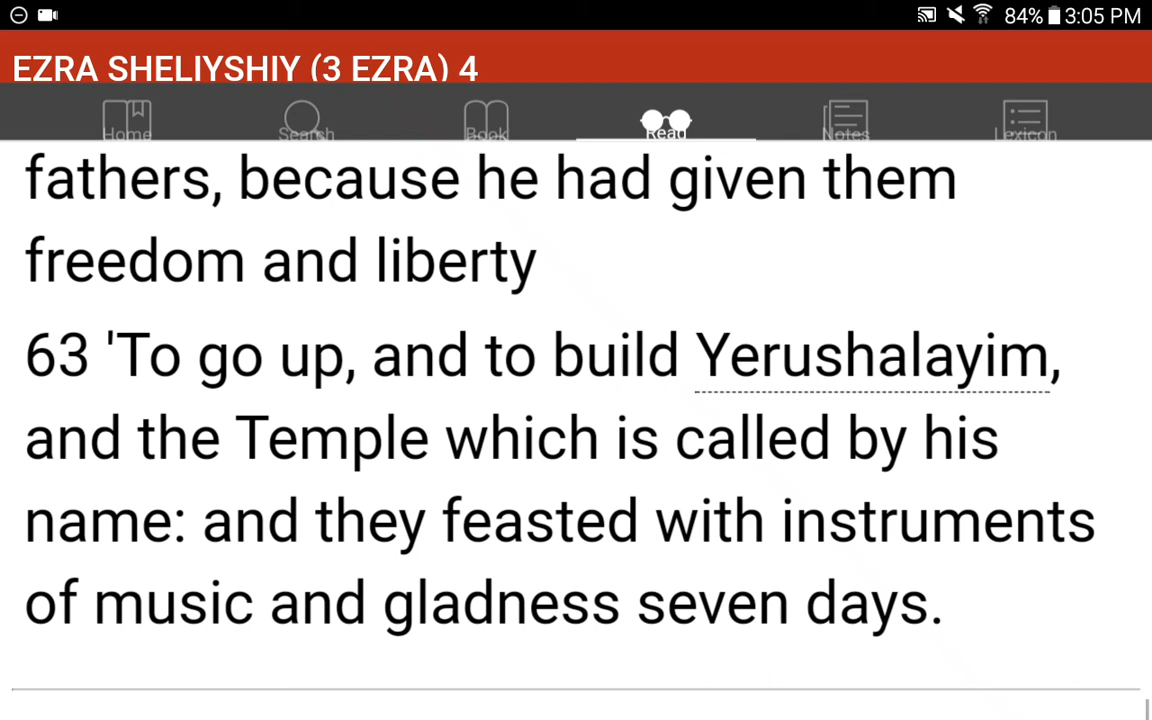 84% 3:05 PM
EZRA SHELIYSHIY (3 EZRA) 4
Home Search Book Read Notes Lexicon
fathers, because he had given them
freedom and liberty
63 'To go up, and to build Yerushalayim,
and the Temple which is called by his
name: and they feasted with instruments
of music and gladness seven days.